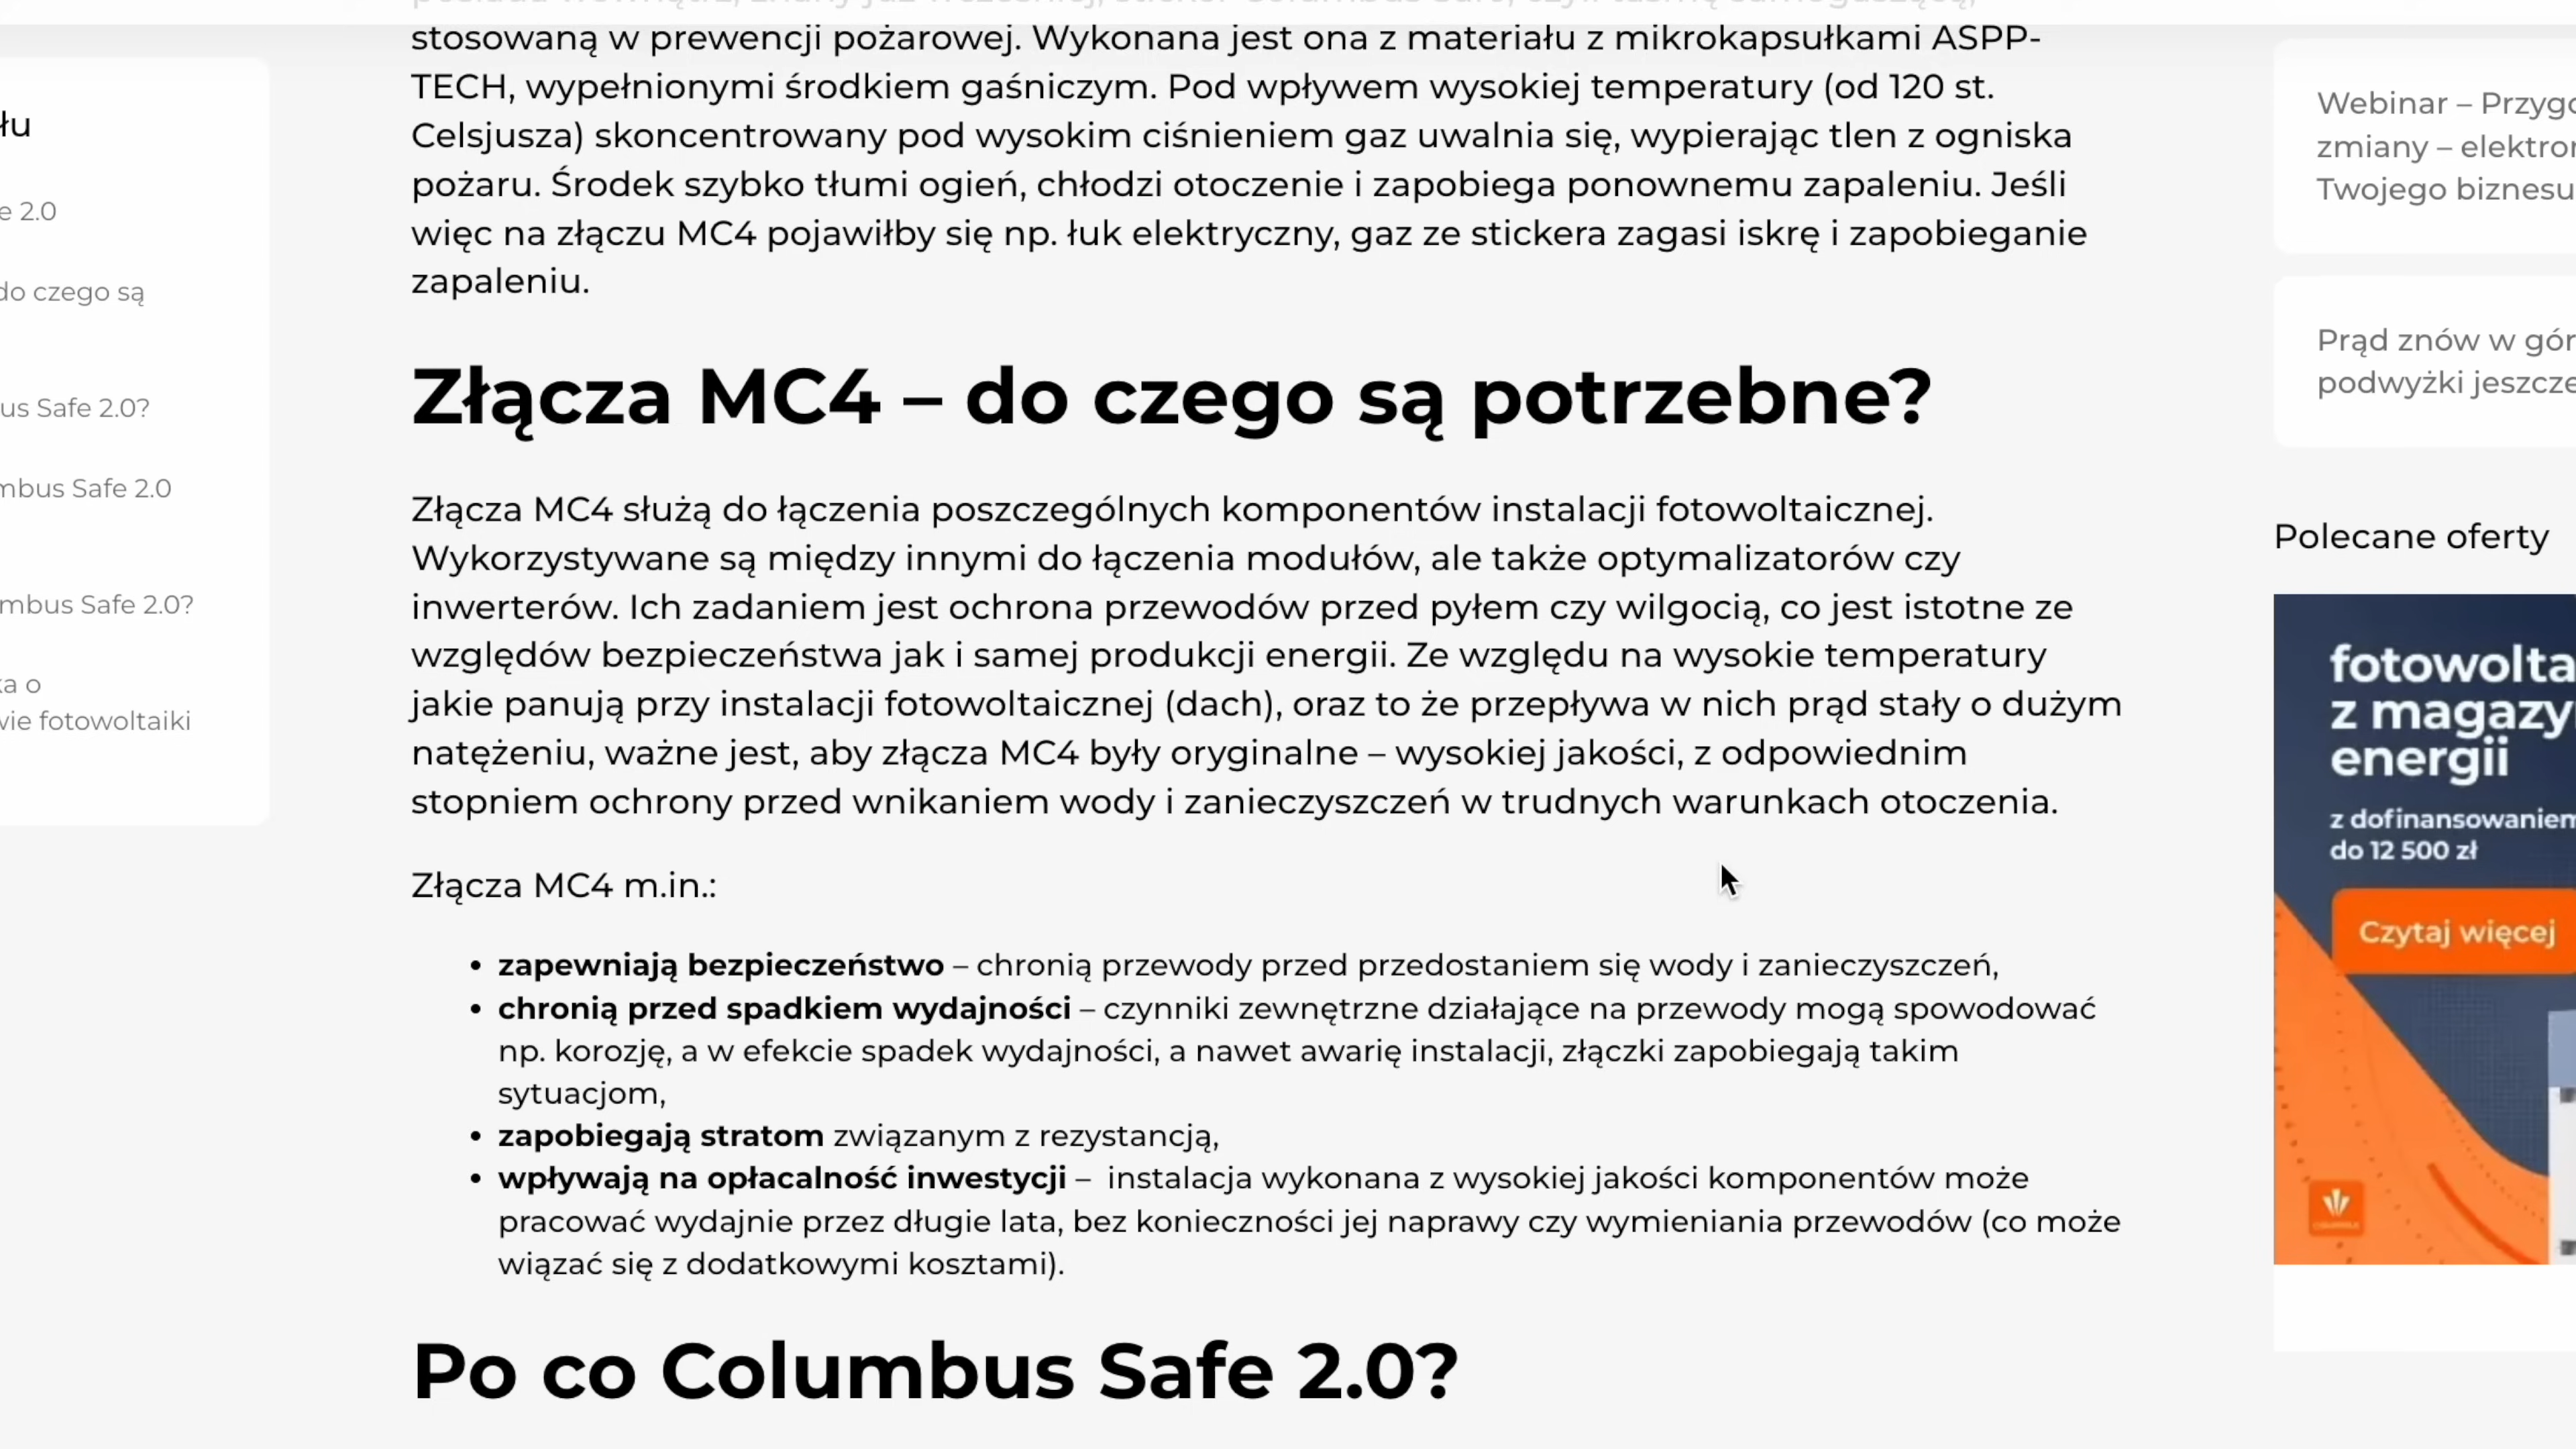 stosowaną w prewencji pożarowej. Wykonana jest ona z materiału z mikrokapsułkami ASPP-
TECH, wypełnionymi środkiem gaśniczym. Pod wpływem wysokiej temperatury (od 120 st.
Celsjusza) skoncentrowany pod wysokim ciśnieniem gaz uwalnia się, wypierając tlen z ogniska
pożaru. Środek szybko tłumi ogień, chłodzi otoczenie i zapobiega ponownemu zapaleniu. Jeśli
więc na złączu MC4 pojawiłby się np. łuk elektryczny, gaz ze stickera zagasi iskrę i zapobieganie
zapaleniu.
Złącza MC4 – do czego są potrzebne?
Złącza MC4 służą do łączenia poszczególnych komponentów instalacji fotowoltaicznej.
Wykorzystywane są między innymi do łączenia modułów, ale także optymalizatorów czy
inwerterów. Ich zadaniem jest ochrona przewodów przed pyłem czy wilgocią, co jest istotne ze
względów bezpieczeństwa jak i samej produkcji energii. Ze względu na wysokie temperatury
jakie panują przy instalacji fotowoltaicznej (dach), oraz to że przepływa w nich prąd stały o dużym
natężeniu, ważne jest, aby złącza MC4 były oryginalne – wysokiej jakości, z odpowiednim
stopniem ochrony przed wnikaniem wody i zanieczyszczeń w trudnych warunkach otoczenia.
Złącza MC4 m.in.:
• zapewniają bezpieczeństwo – chronią przewody przed przedostaniem się wody i zanieczyszczeń,
• chronią przed spadkiem wydajności – czynniki zewnętrzne działające na przewody mogą spowodować
np. korozję, a w efekcie spadek wydajności, a nawet awarię instalacji, złączki zapobiegają takim
sytuacjom,
• zapobiegają stratom związanym z rezystancją,
• wpływają na opłacalność inwestycji – instalacja wykonana z wysokiej jakości komponentów może
pracować wydajnie przez długie lata, bez konieczności jej naprawy czy wymieniania przewodów (co może
wiązać się z dodatkowymi kosztami).
Po co Columbus Safe 2.0?
łu
e 2.0
do czego są
us Safe 2.0?
mbus Safe 2.0
mbus Safe 2.0?
ka o
wie fotowoltaiki
Webinar – Przygo
zmiany – elektron
Twojego biznesu
Prąd znów w gór
podwyżki jeszcze
Polecane oferty
fotowolta
z magazy
energii
z dofinansowaniem
do 12 500 zł
Czytaj więcej